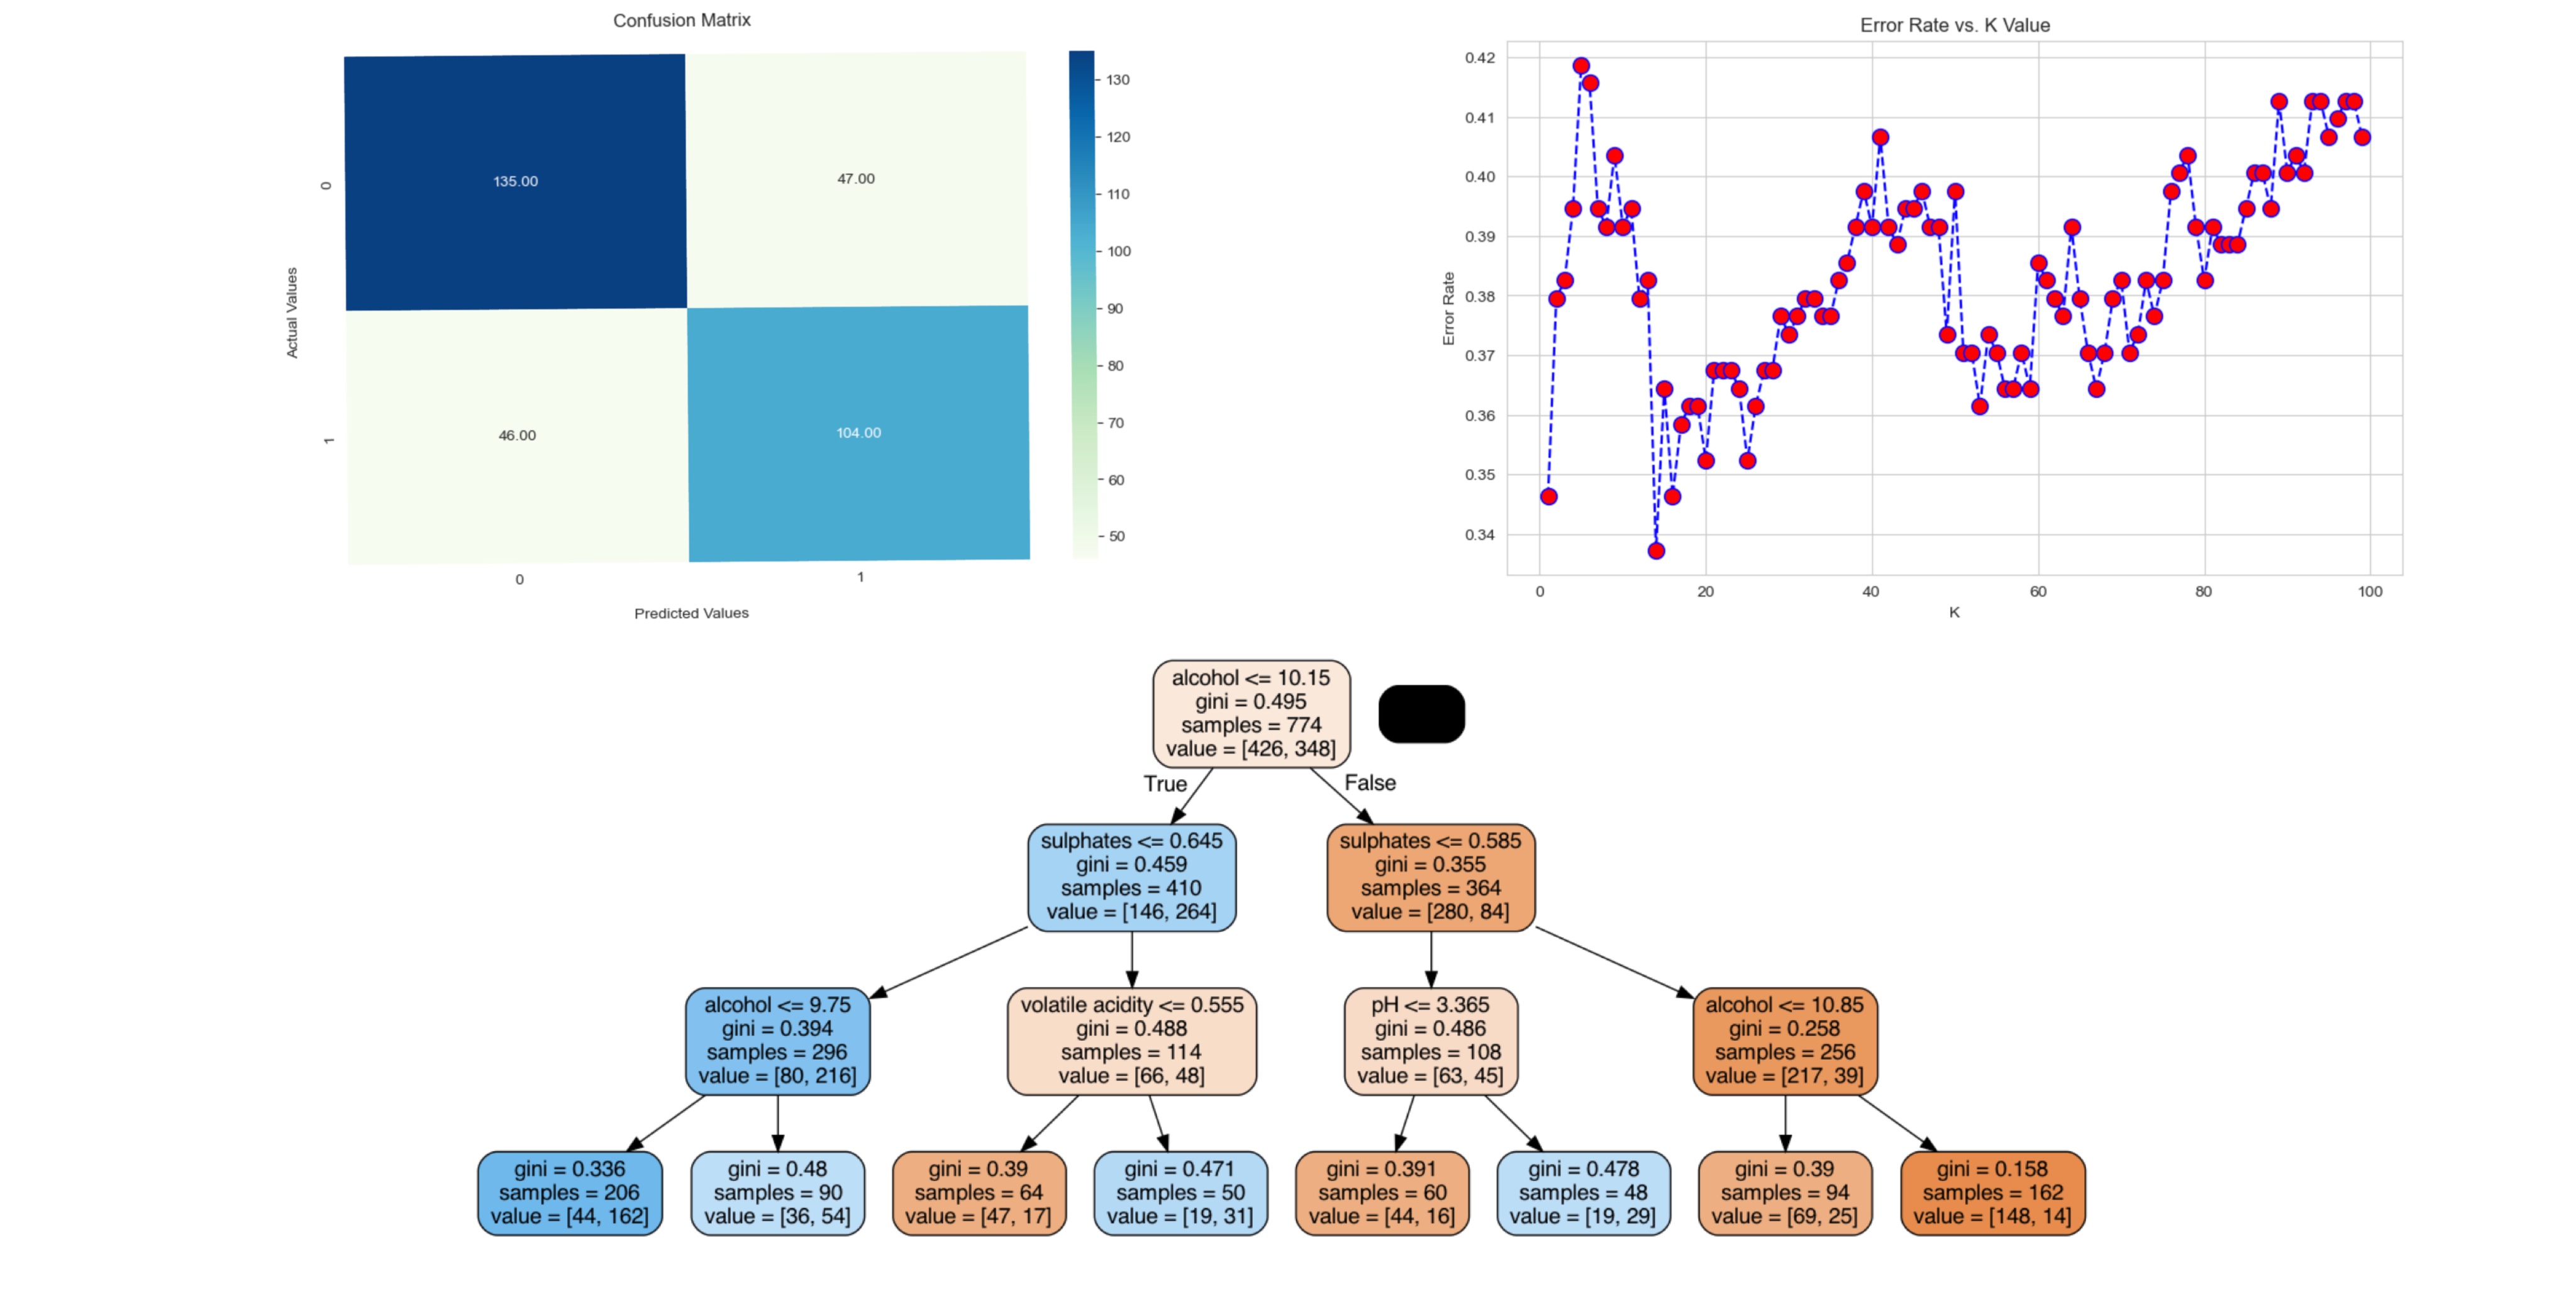 Confusion Matrix
135.00
47.00
46.00
104.00
0
1
0
1
Actual Values
Predicted Values
130
120
110
100
90
80
70
60
50
Error Rate vs. K Value
0.42
0.41
0.40
0.39
0.38
0.37
0.36
0.35
0.34
Error Rate
0
20
40
60
80
100
K
alcohol <= 10.15
gini = 0.495
samples = 774
value = [426, 348]
True
False
sulphates <= 0.645
gini = 0.459
samples = 410
value = [146, 264]
sulphates <= 0.585
gini = 0.355
samples = 364
value = [280, 84]
alcohol <= 9.75
gini = 0.394
samples = 296
value = [80, 216]
volatile acidity <= 0.555
gini = 0.488
samples = 114
value = [66, 48]
pH <= 3.365
gini = 0.486
samples = 108
value = [63, 45]
alcohol <= 10.85
gini = 0.258
samples = 256
value = [217, 39]
gini = 0.336
samples = 206
value = [44, 162]
gini = 0.48
samples = 90
value = [36, 54]
gini = 0.39
samples = 64
value = [47, 17]
gini = 0.471
samples = 50
value = [19, 31]
gini = 0.391
samples = 60
value = [44, 16]
gini = 0.478
samples = 48
value = [19, 29]
gini = 0.39
samples = 94
value = [69, 25]
gini = 0.158
samples = 162
value = [148, 14]